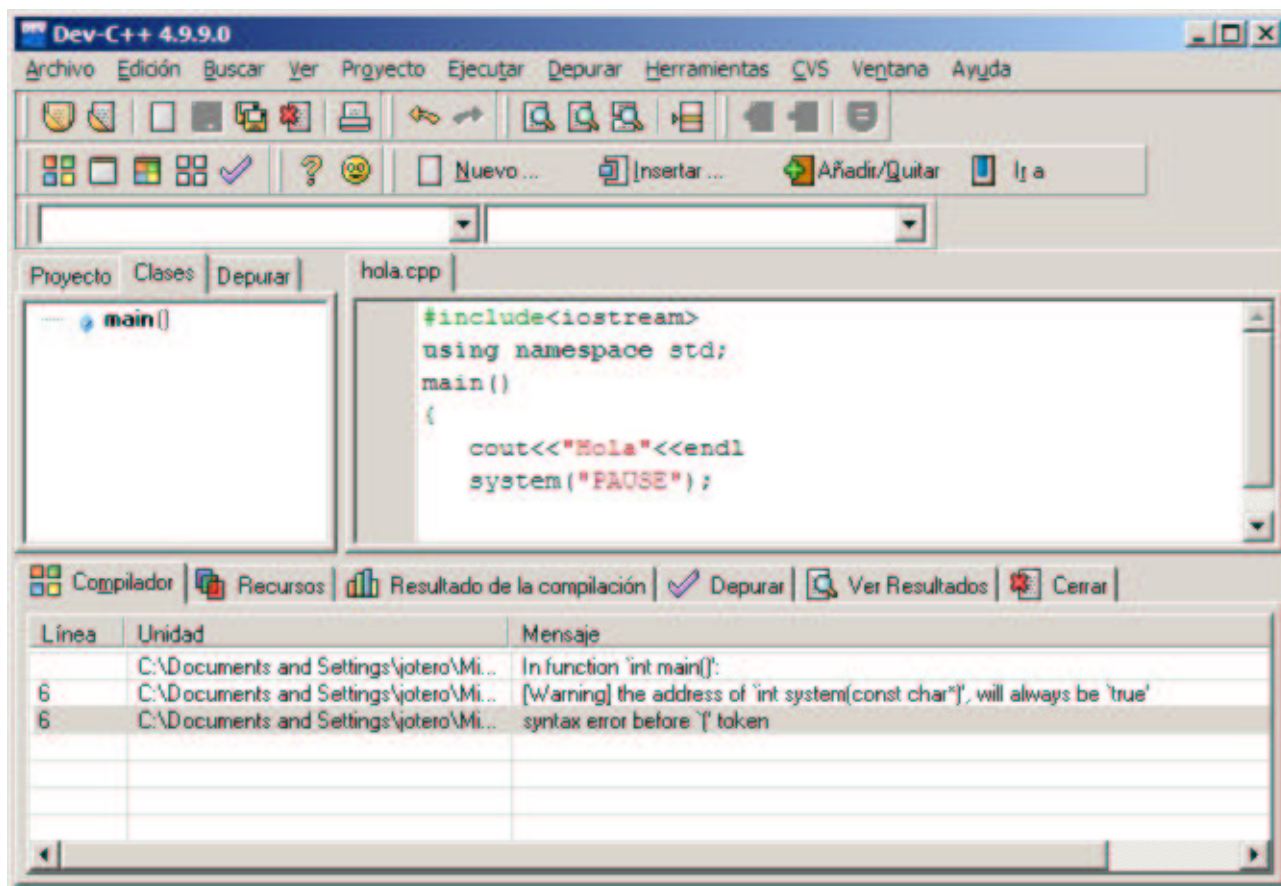 Dev-C++ 4.9.9.0
Archivo Edición Buscar Ver Proyecto Ejecutar Depurar Herramientas CVS Ventana Ayuda
Nuevo ... Insertar ... Añadir/Quitar Ir a
Proyecto Clases Depurar hola.cpp
main()
#include<iostream>
using namespace std;
main()
{
cout<<"Hola"<<endl
system("PAUSE");
Compilador Recursos Resultado de la compilación Depurar Ver Resultados Cerrar
Línea Unidad Mensaje
C:\Documents and Settings\jotero\Mi... In function `int main()':
6 C:\Documents and Settings\jotero\Mi... [Warning] the address of `int system(const char*)', will always be `true'
6 C:\Documents and Settings\jotero\Mi... syntax error before `(' token